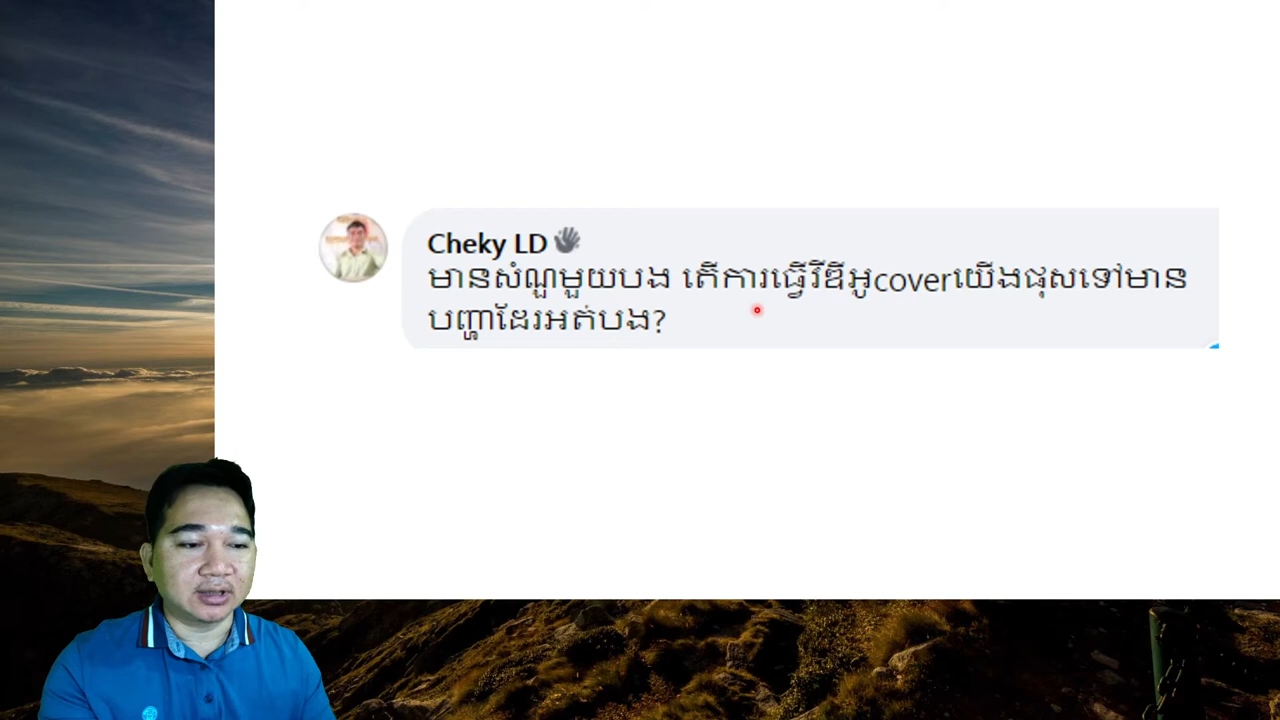 Cheky LD
មានសំណួមួយបង តើការធ្វើវីឌីអូcoverយើងផុសទៅមាន
បញ្ហាដែរអត់បង?